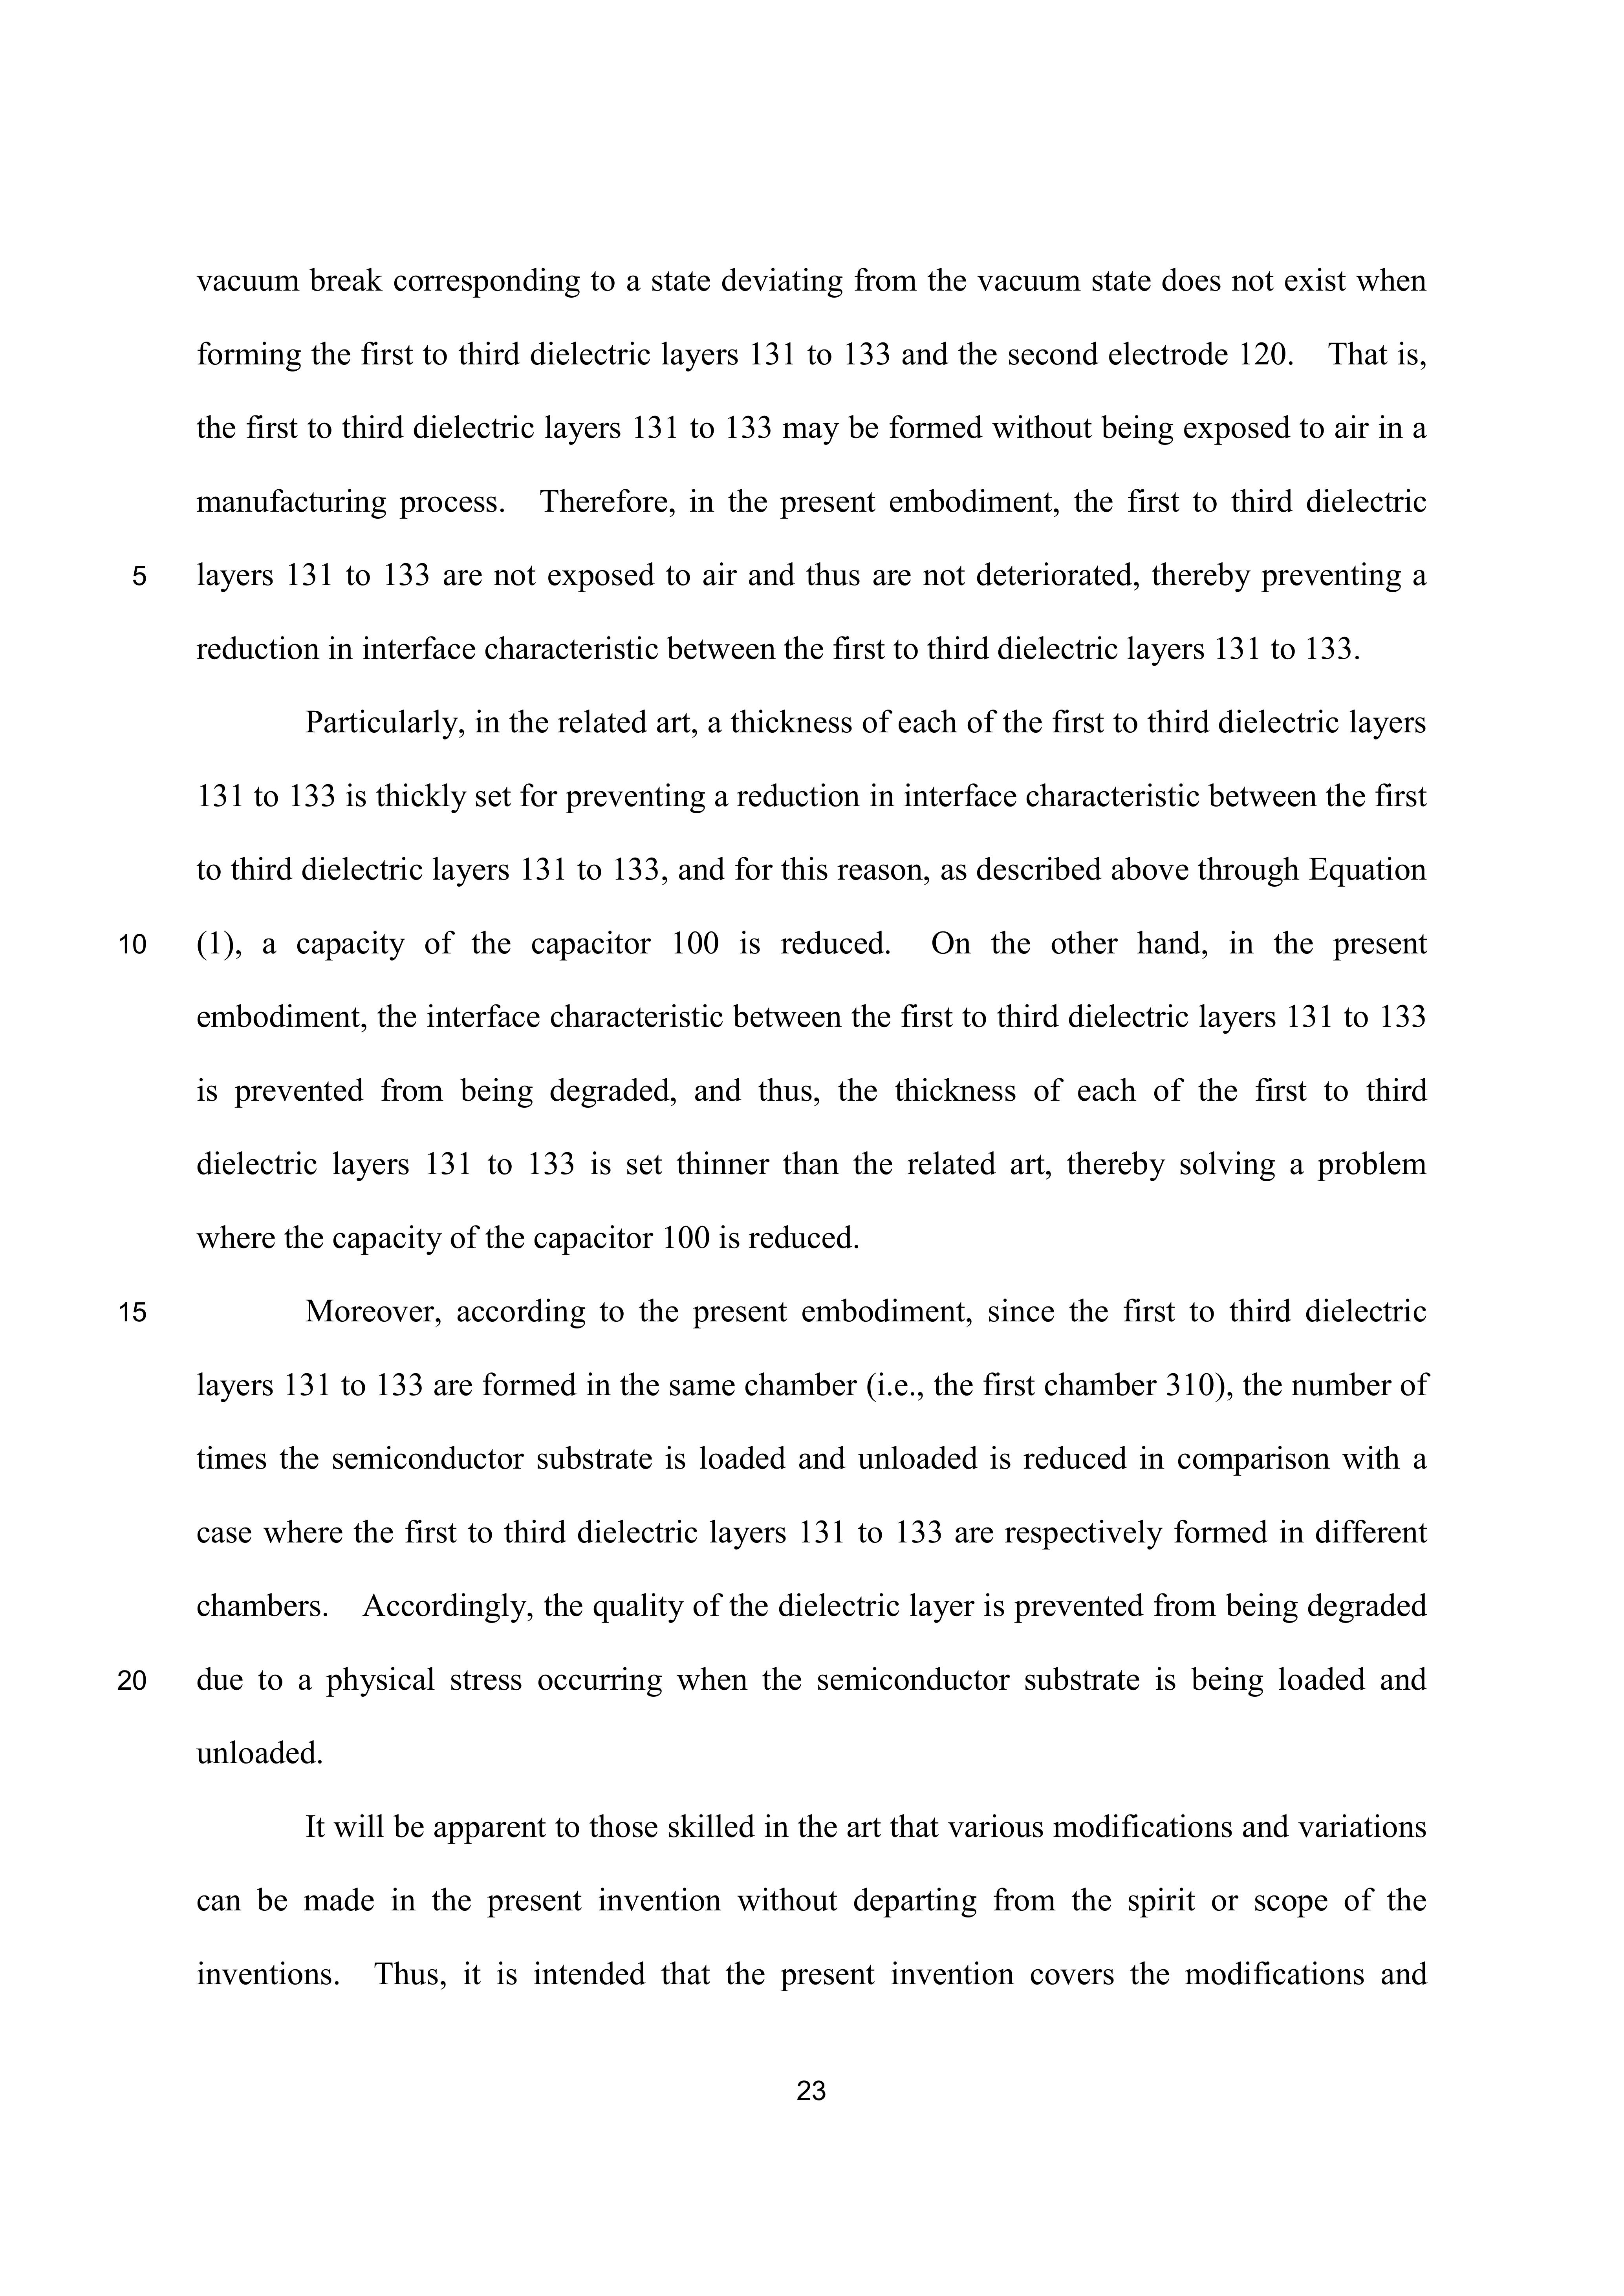 vacuum break corresponding to a state deviating from the vacuum state does not exist when
forming the first to third dielectric layers 131 to 133 and the second electrode 120. That is,
the first to third dielectric layers 131 to 133 may be formed without being exposed to air in a
manufacturing process. Therefore, in the present embodiment, the first to third dielectric
5 layers 131 to 133 are not exposed to air and thus are not deteriorated, thereby preventing a
reduction in interface characteristic between the first to third dielectric layers 131 to 133.
Particularly, in the related art, a thickness of each of the first to third dielectric layers
131 to 133 is thickly set for preventing a reduction in interface characteristic between the first
to third dielectric layers 131 to 133, and for this reason, as described above through Equation
10 (1), a capacity of the capacitor 100 is reduced. On the other hand, in the present
embodiment, the interface characteristic between the first to third dielectric layers 131 to 133
is prevented from being degraded, and thus, the thickness of each of the first to third
dielectric layers 131 to 133 is set thinner than the related art, thereby solving a problem
where the capacity of the capacitor 100 is reduced.
15 Moreover, according to the present embodiment, since the first to third dielectric
layers 131 to 133 are formed in the same chamber (i.e., the first chamber 310), the number of
times the semiconductor substrate is loaded and unloaded is reduced in comparison with a
case where the first to third dielectric layers 131 to 133 are respectively formed in different
chambers. Accordingly, the quality of the dielectric layer is prevented from being degraded
20 due to a physical stress occurring when the semiconductor substrate is being loaded and
unloaded.
It will be apparent to those skilled in the art that various modifications and variations
can be made in the present invention without departing from the spirit or scope of the
inventions. Thus, it is intended that the present invention covers the modifications and
23